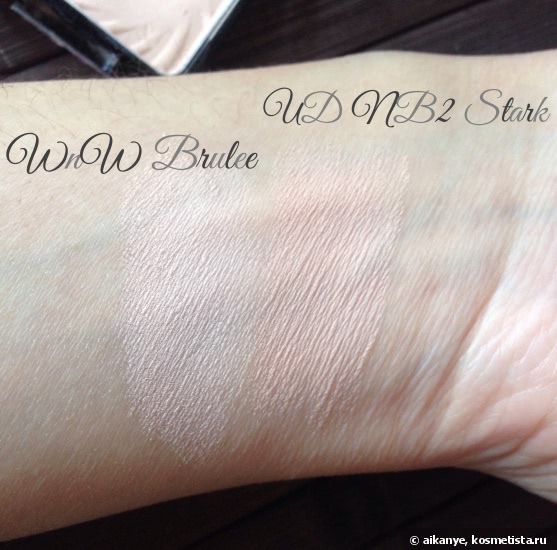 UD NB2 Stark
WnW Brulee
© aikanye, kosmetista.ru